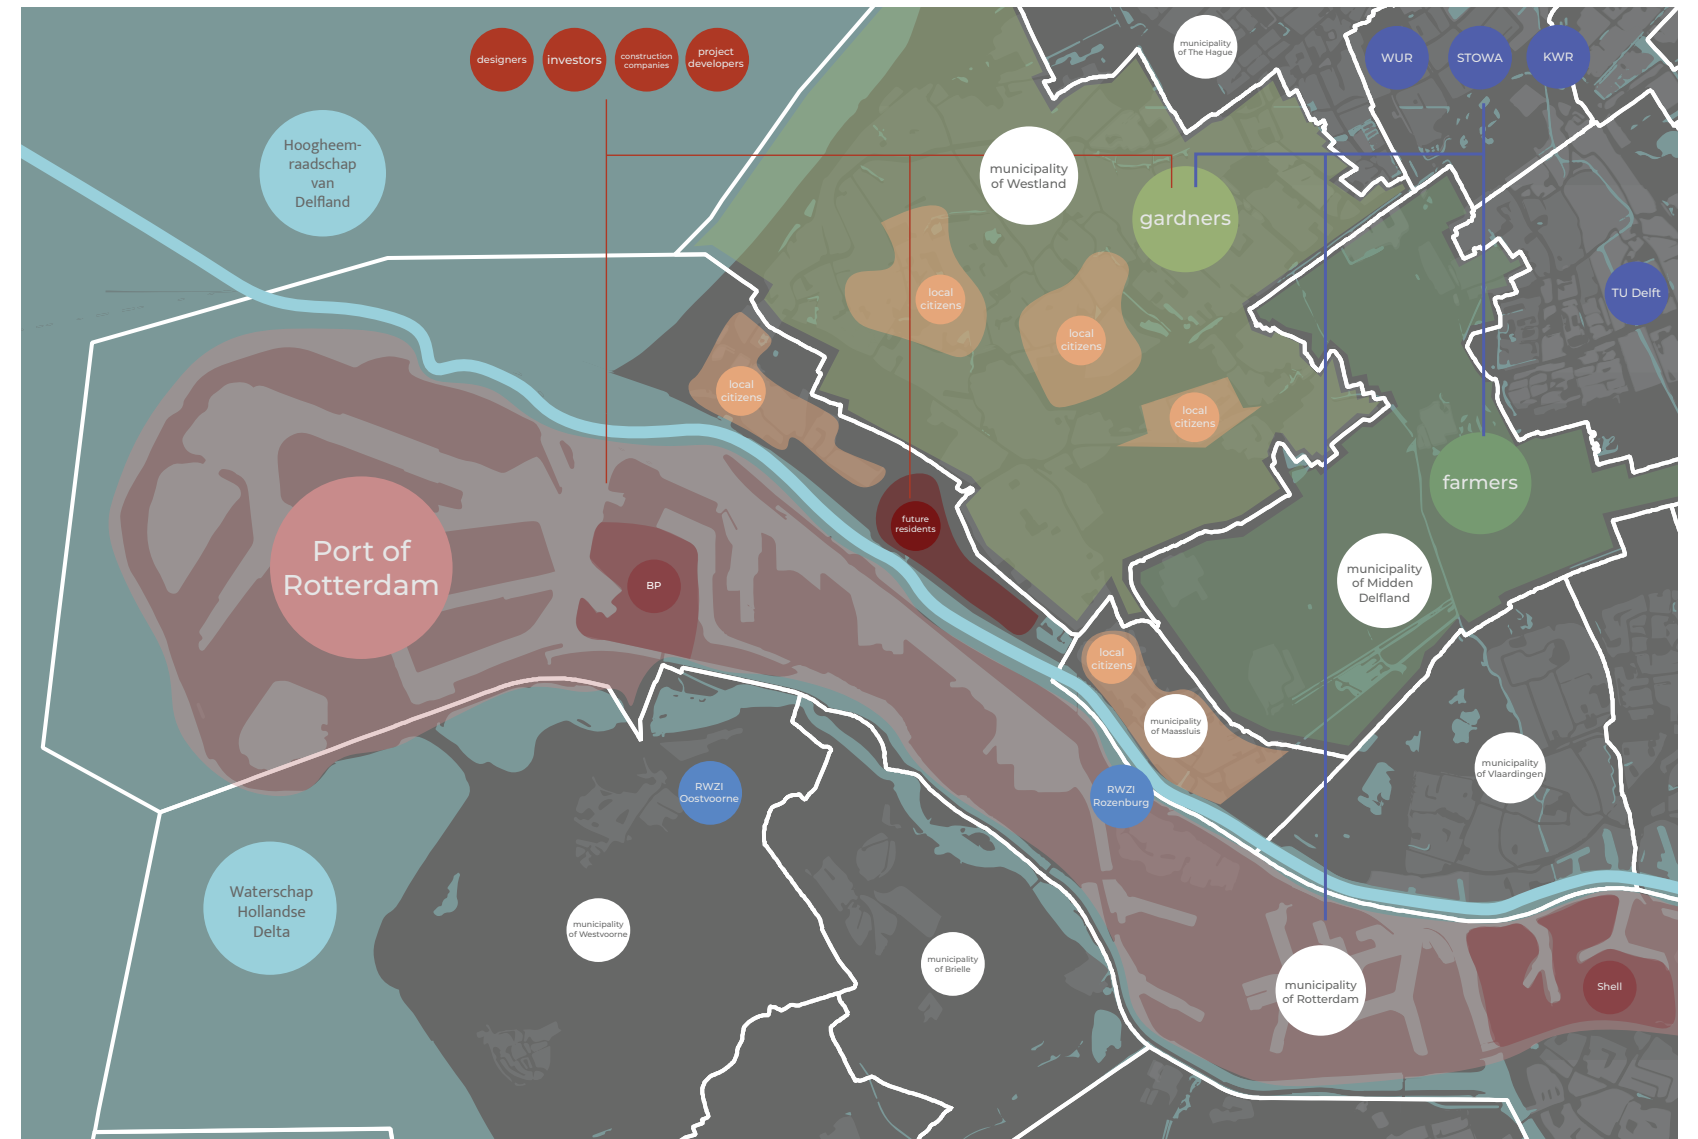 designers
investors
construction
companies
project
developers
municipality
of The Hague
WUR
STOWA
KWR
Hoogheem-
raadschap
van
Delfland
municipality
of Westland
gardners
TU Delft
local
citizens
local
citizens
local
citizens
local
citizens
farmers
future
residents
Port of
Rotterdam
BP
municipality
of Midden
Delfland
local
citizens
municipality
of Maassluis
municipality
of Vlaardingen
RWZI
Oostvoorne
RWZI
Rozenburg
Waterschap
Hollandse
Delta
municipality
of Westvoorne
municipality
of Brielle
municipality
of Rotterdam
Shell